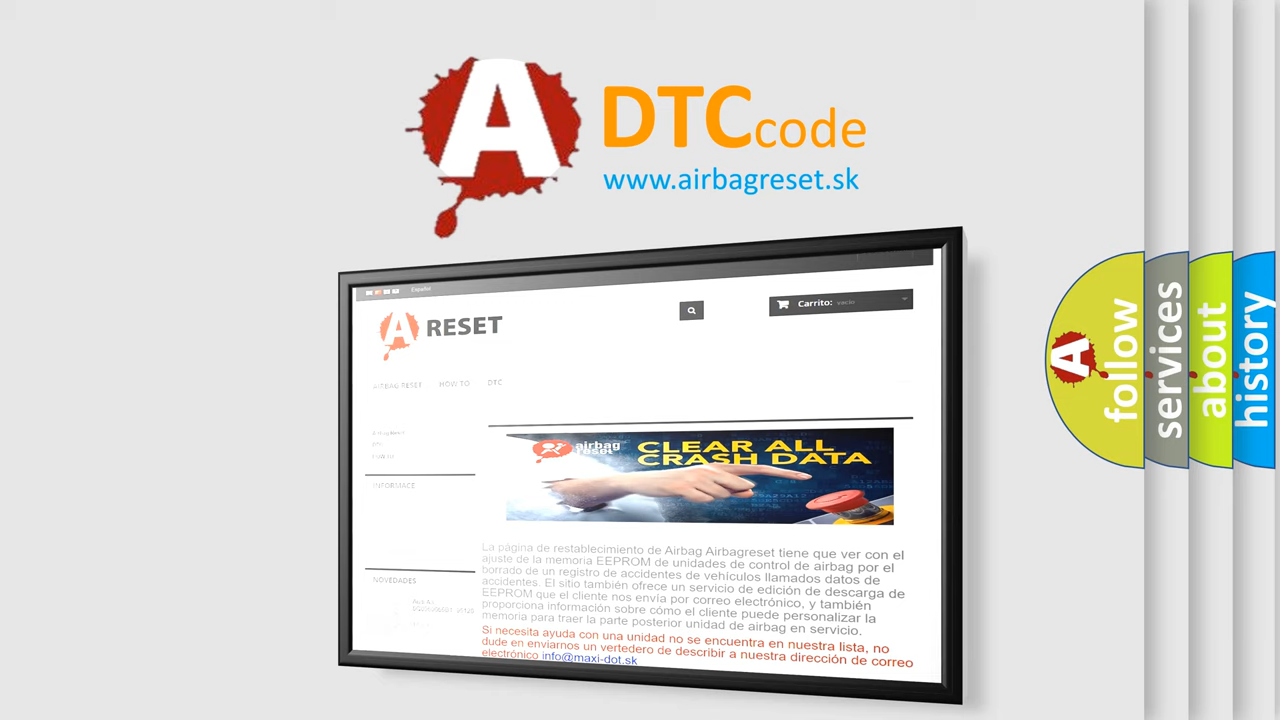 A DTCcode
www.airbagreset.sk
Español
Carrito: vacío
A RESET
AIRBAG RESET HOW TO DTC
airbag reset
CLEAR ALL
CRASH DATA
INFORMACE
La página de restablecimiento de Airbag Airbagreset tiene que ver con el
ajuste de la memoria EEPROM de unidades de control de airbag por el
borrado de un registro de accidentes de vehículos llamados datos de
accidentes. El sitio también ofrece un servicio de edición de descarga de
EEPROM que el cliente nos envía por correo electrónico, y también
proporciona información sobre cómo el cliente puede personalizar la
memoria para traer la parte posterior unidad de airbag en servicio.
NOVEDADES
Si necesita ayuda con una unidad no se encuentra en nuestra lista, no
dude en enviarnos un vertedero de describir a nuestra dirección de correo
electrónico info@maxi-dot.sk
A follow
services
about
history